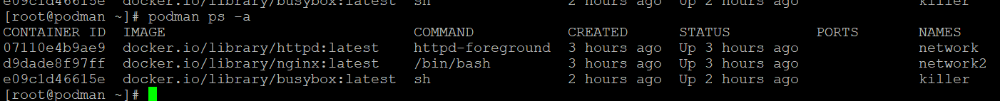 e09c1d46615e  docker.io/library/busybox:latest  sh                2 hours ago  Up 2 hours ago              killer
[root@podman ~]# podman ps -a
CONTAINER ID  IMAGE                             COMMAND           CREATED      STATUS          PORTS       NAMES
07110e4b9ae9  docker.io/library/httpd:latest    httpd-foreground  3 hours ago  Up 3 hours ago              network
d9dade8f97ff  docker.io/library/nginx:latest    /bin/bash         3 hours ago  Up 3 hours ago              network2
e09c1d46615e  docker.io/library/busybox:latest  sh                2 hours ago  Up 2 hours ago              killer
[root@podman ~]#